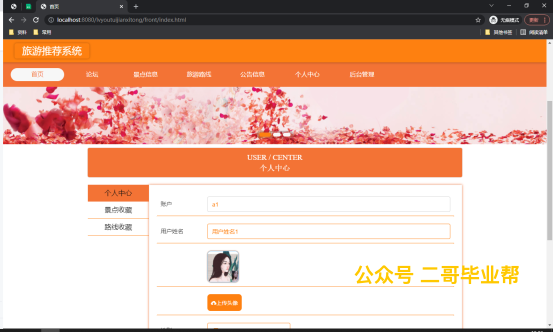 首页
localhost:8080/lvyoutuijianxitong/front/index.html
无痕模式
更新
资料 常用 其他书签 阅读清单
旅游推荐系统
首页 论坛 景点信息 旅游路线 公告信息 个人中心 后台管理
USER / CENTER
个人中心
个人中心
景点收藏
路线收藏
账户 a1
用户姓名 用户姓名1
上传头像
公众号 二哥毕业帮